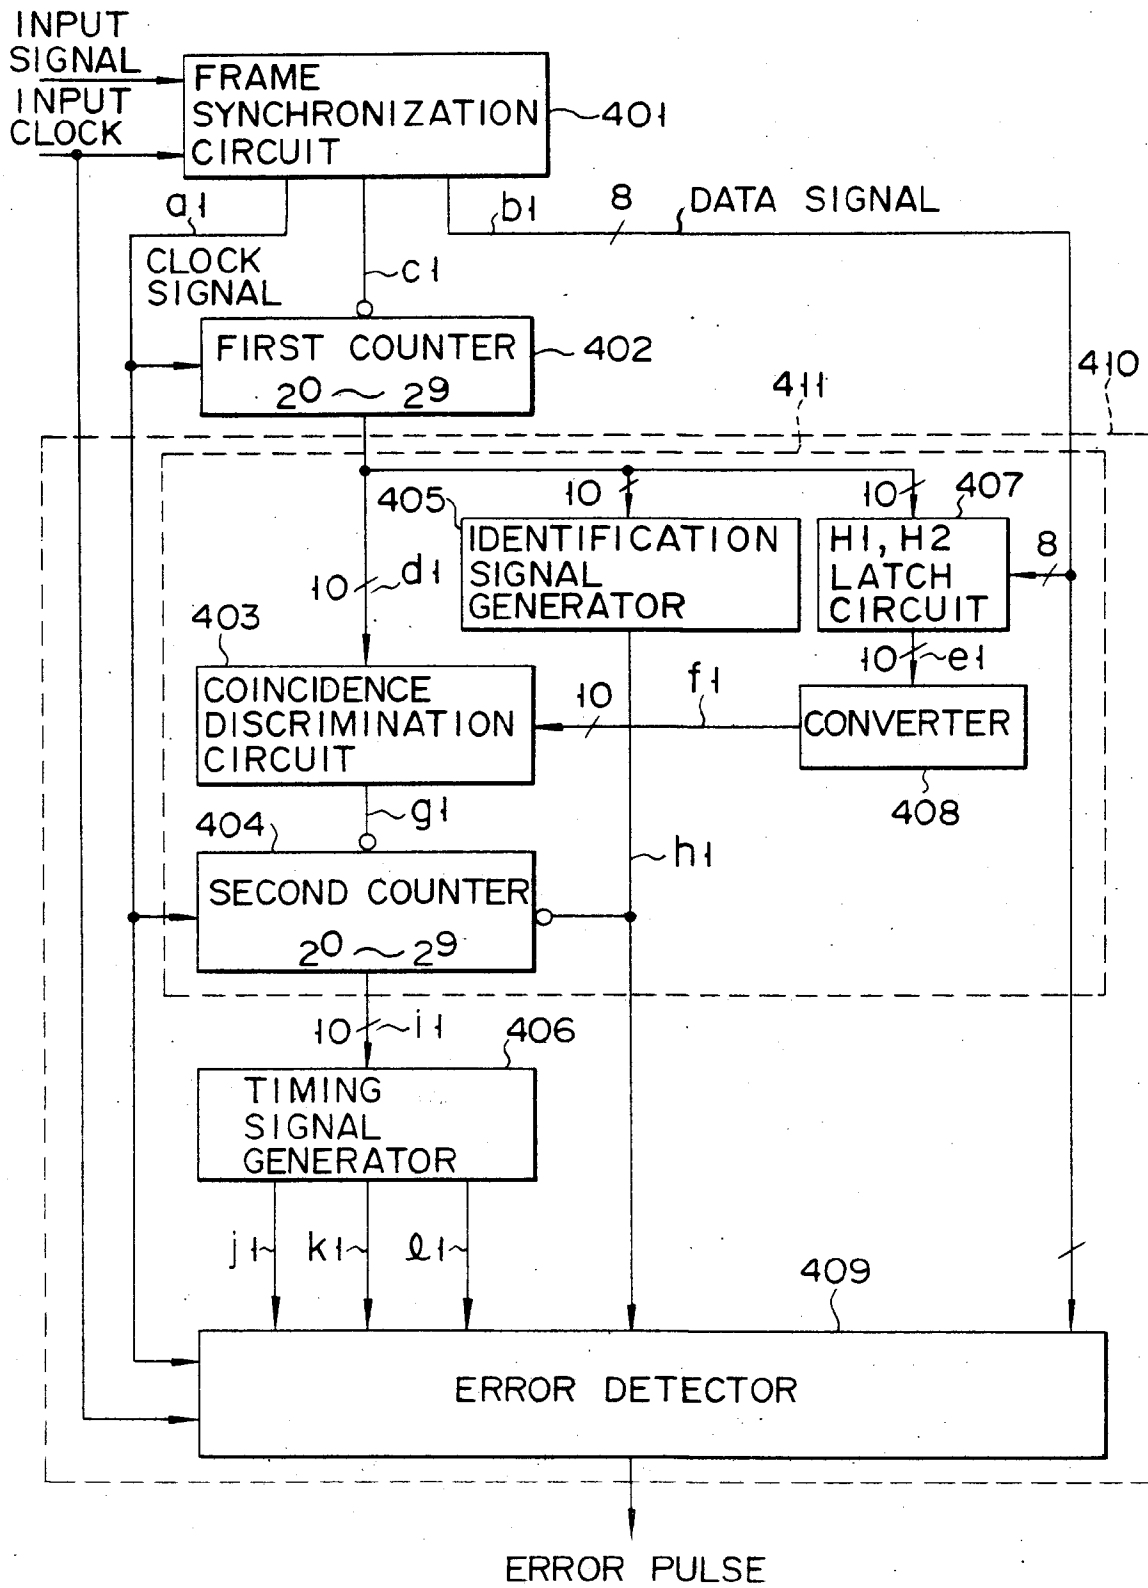 INPUT
SIGNAL
INPUT
CLOCK
FRAME
SYNCHRONIZATION
CIRCUIT
401
a1
b1
8
DATA SIGNAL
CLOCK
SIGNAL
c1
FIRST COUNTER
20 ~ 29
402
410
411
10
10
405
407
IDENTIFICATION
SIGNAL
GENERATOR
H1, H2
LATCH
CIRCUIT
8
10
d1
403
10
e1
COINCIDENCE
DISCRIMINATION
CIRCUIT
10
f1
CONVERTER
408
g1
404
h1
SECOND COUNTER
20 ~ 29
10
i1
406
TIMING
SIGNAL
GENERATOR
j1
k1
l1
409
ERROR DETECTOR
ERROR PULSE